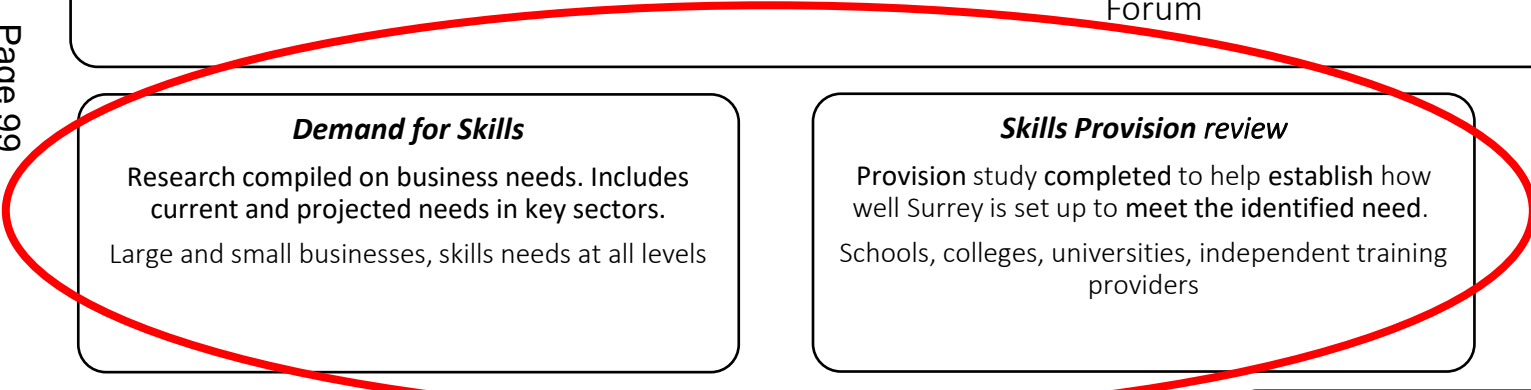 Forum
Page 99
Demand for Skills
Research compiled on business needs. Includes
current and projected needs in key sectors.
Large and small businesses, skills needs at all levels
Skills Provision review
Provision study completed to help establish how
well Surrey is set up to meet the identified need.
Schools, colleges, universities, independent training
providers